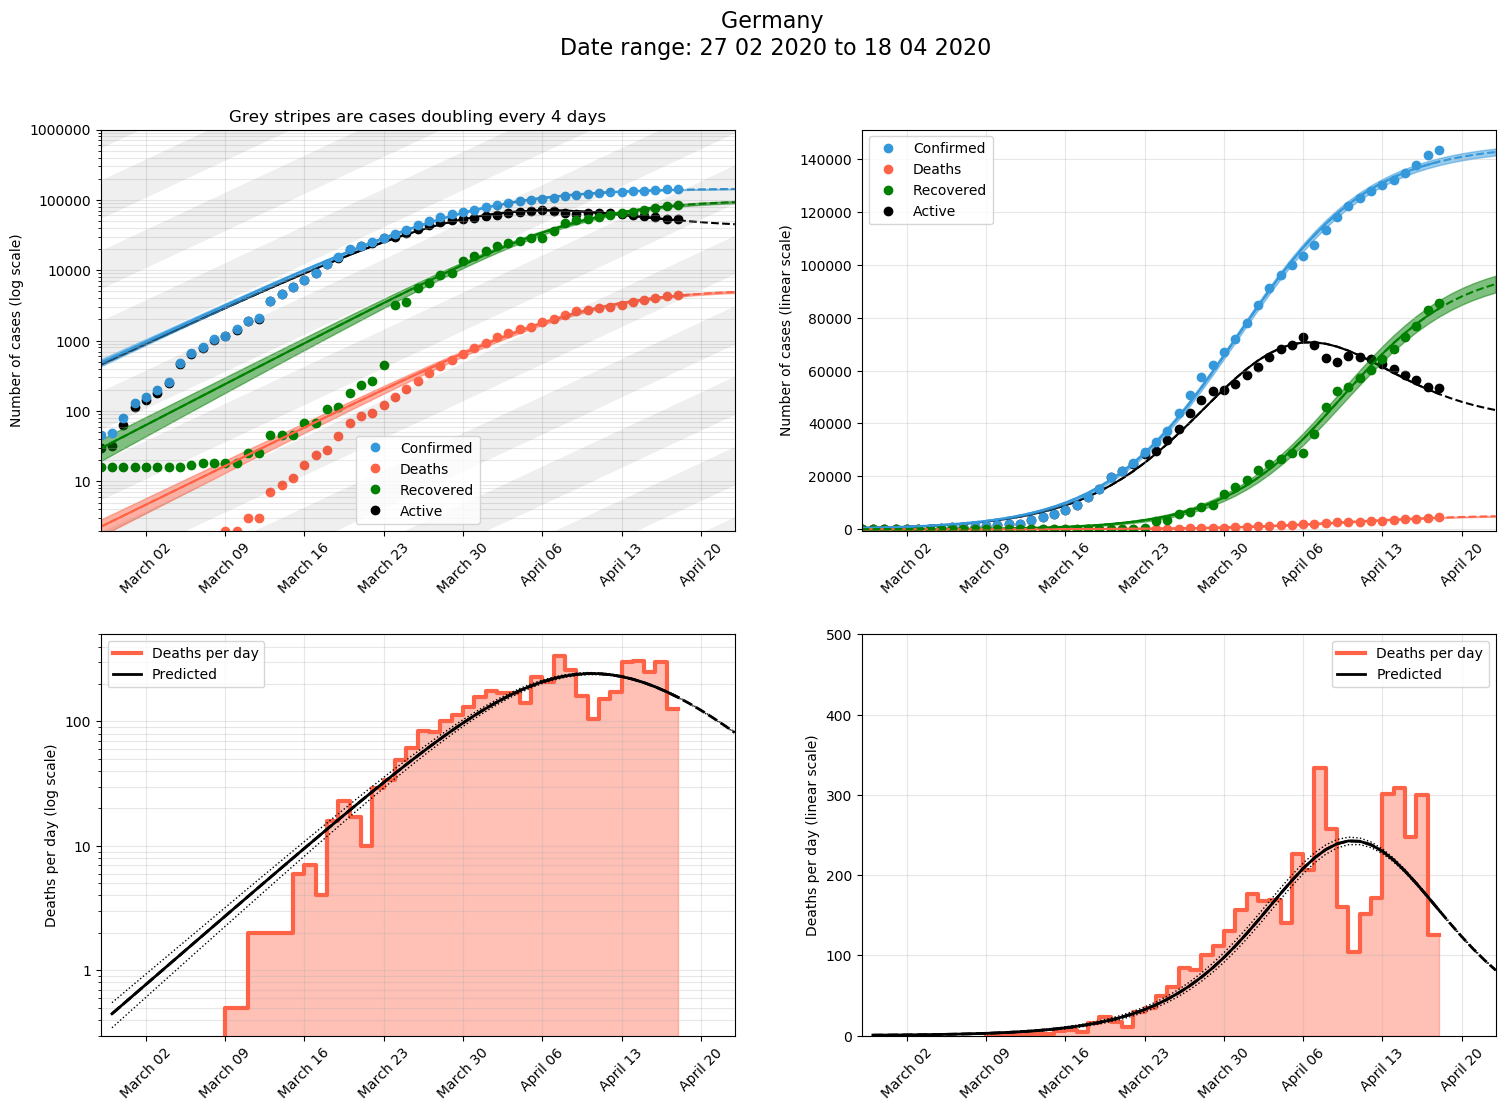 Germany
Date range: 27 02 2020 to 18 04 2020
Grey stripes are cases doubling every 4 days
Number of cases (log scale)
1000000
100000
10000
1000
100
10
Confirmed
Deaths
Recovered
Active
March 02
March 09
March 16
March 23
March 30
April 06
April 13
April 20
Number of cases (linear scale)
140000
120000
100000
80000
60000
40000
20000
0
Confirmed
Deaths
Recovered
Active
March 02
March 09
March 16
March 23
March 30
April 06
April 13
April 20
Deaths per day (log scale)
100
10
1
Deaths per day
Predicted
March 02
March 09
March 16
March 23
March 30
April 06
April 13
April 20
Deaths per day (linear scale)
500
400
300
200
100
0
Deaths per day
Predicted
March 02
March 09
March 16
March 23
March 30
April 06
April 13
April 20